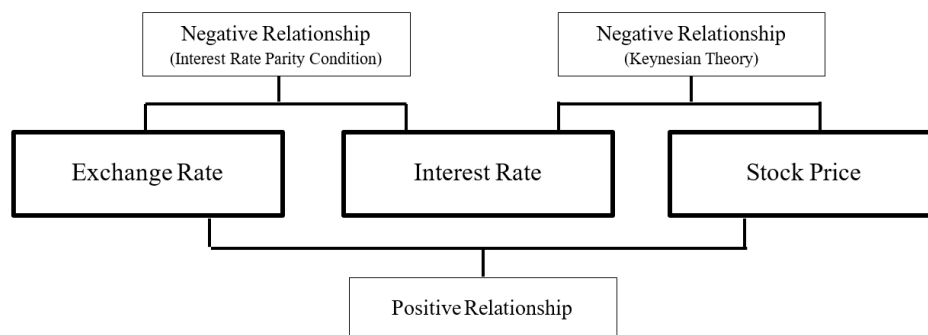 Negative Relationship
(Interest Rate Parity Condition)
Negative Relationship
(Keynesian Theory)
Exchange Rate
Interest Rate
Stock Price
Positive Relationship